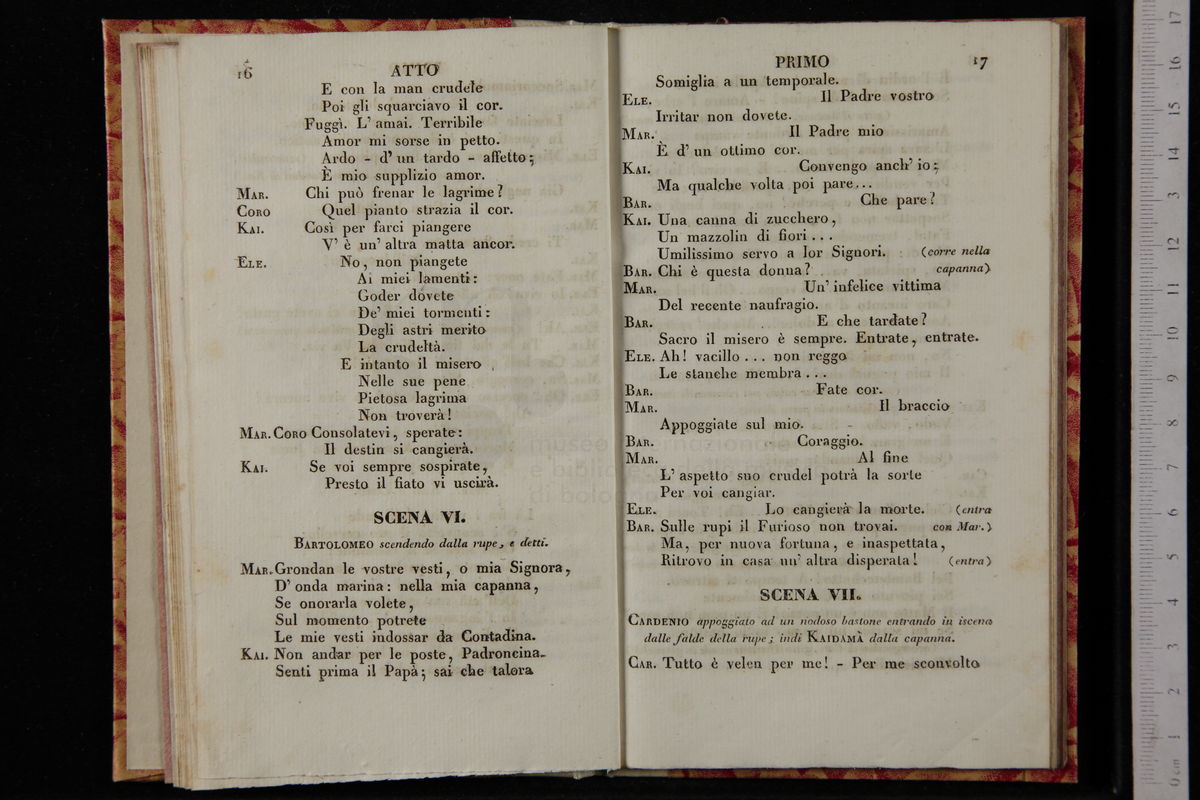 16 ATTO
E con la man crudele
Poi gli squarciavo il cor.
Fuggì. L' amai. Terribile
Amor mi sorse in petto.
Ardo - d' un tardo - affetto;
È mio supplizio amor.
MAR. Chi può frenar le lagrime?
CORO Quel pianto strazia il cor.
KAI. Così per farci piangere
V' è un' altra matta ancor.
ELE. No, non piangete
Ai miei lamenti:
Goder dovete
De' miei tormenti:
Degli astri merito
La crudeltà.
E intanto il misero
Nelle sue pene
Pietosa lagrima
Non troverà!
MAR. CORO Consolatevi, sperate:
Il destin si cangierà.
KAI. Se voi sempre sospirate,
Presto il fiato vi uscirà.
SCENA VI.
BARTOLOMEO scendendo dalla rupe, e detti.
MAR. Grondan le vostre vesti, o mia Signora,
D' onda marina: nella mia capanna,
Se onorarla volete,
Sul momento potrete
Le mie vesti indossar da Contadina.
KAI. Non andar per le poste, Padroncina.
Senti prima il Papà; sai che talora
PRIMO 17
Somiglia a un temporale.
ELE. Il Padre vostro
Irritar non dovete.
MAR. Il Padre mio
È d' un ottimo cor.
KAI. Convengo anch' io;
Ma qualche volta poi pare...
BAR. Che pare?
KAI. Una canna di zucchero,
Un mazzolin di fiori...
Umilissimo servo a lor Signori. (corre nella
BAR. Chi è questa donna? capanna)
MAR. Un' infelice vittima
Del recente naufragio.
BAR. E che tardate?
Sacro il misero è sempre. Entrate, entrate.
ELE. Ah! vacillo... non reggo
Le stanche membra...
BAR. Fate cor.
MAR. Il braccio
Appoggiate sul mio.
BAR. Coraggio.
MAR. Al fine
L' aspetto suo crudel potrà la sorte
Per voi cangiar.
ELE. Lo cangierà la morte. (entra
BAR. Sulle rupi il Furioso non trovai. con Mar.)
Ma, per nuova fortuna, e inaspettata,
Ritrovo in casa un' altra disperata! (entra)
SCENA VII.
CARDENIO appoggiato ad un nodoso bastone entrando in iscena
dalle falde della rupe; indi KAIDAMÀ dalla capanna.
CAR. Tutto è velen per me! - Per me sconvolto